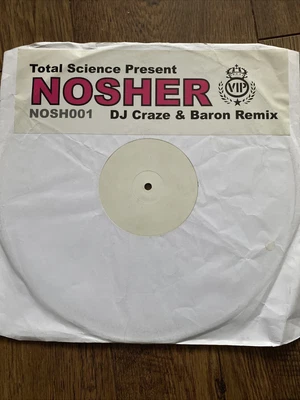 Total Science Present
NOSHER
VIP
NOSH001 DJ Craze & Baron Remix